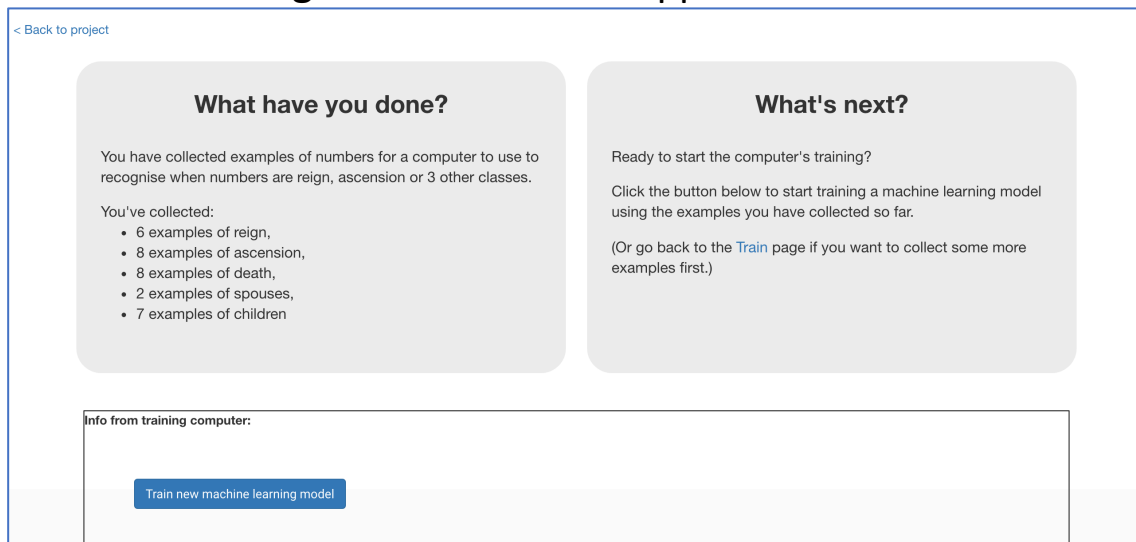 < Back to project
What have you done?
You have collected examples of numbers for a computer to use to
recognise when numbers are reign, ascension or 3 other classes.
You've collected:
• 6 examples of reign,
• 8 examples of ascension,
• 8 examples of death,
• 2 examples of spouses,
• 7 examples of children
What's next?
Ready to start the computer's training?
Click the button below to start training a machine learning model
using the examples you have collected so far.
(Or go back to the Train page if you want to collect some more
examples first.)
Info from training computer:
Train new machine learning model